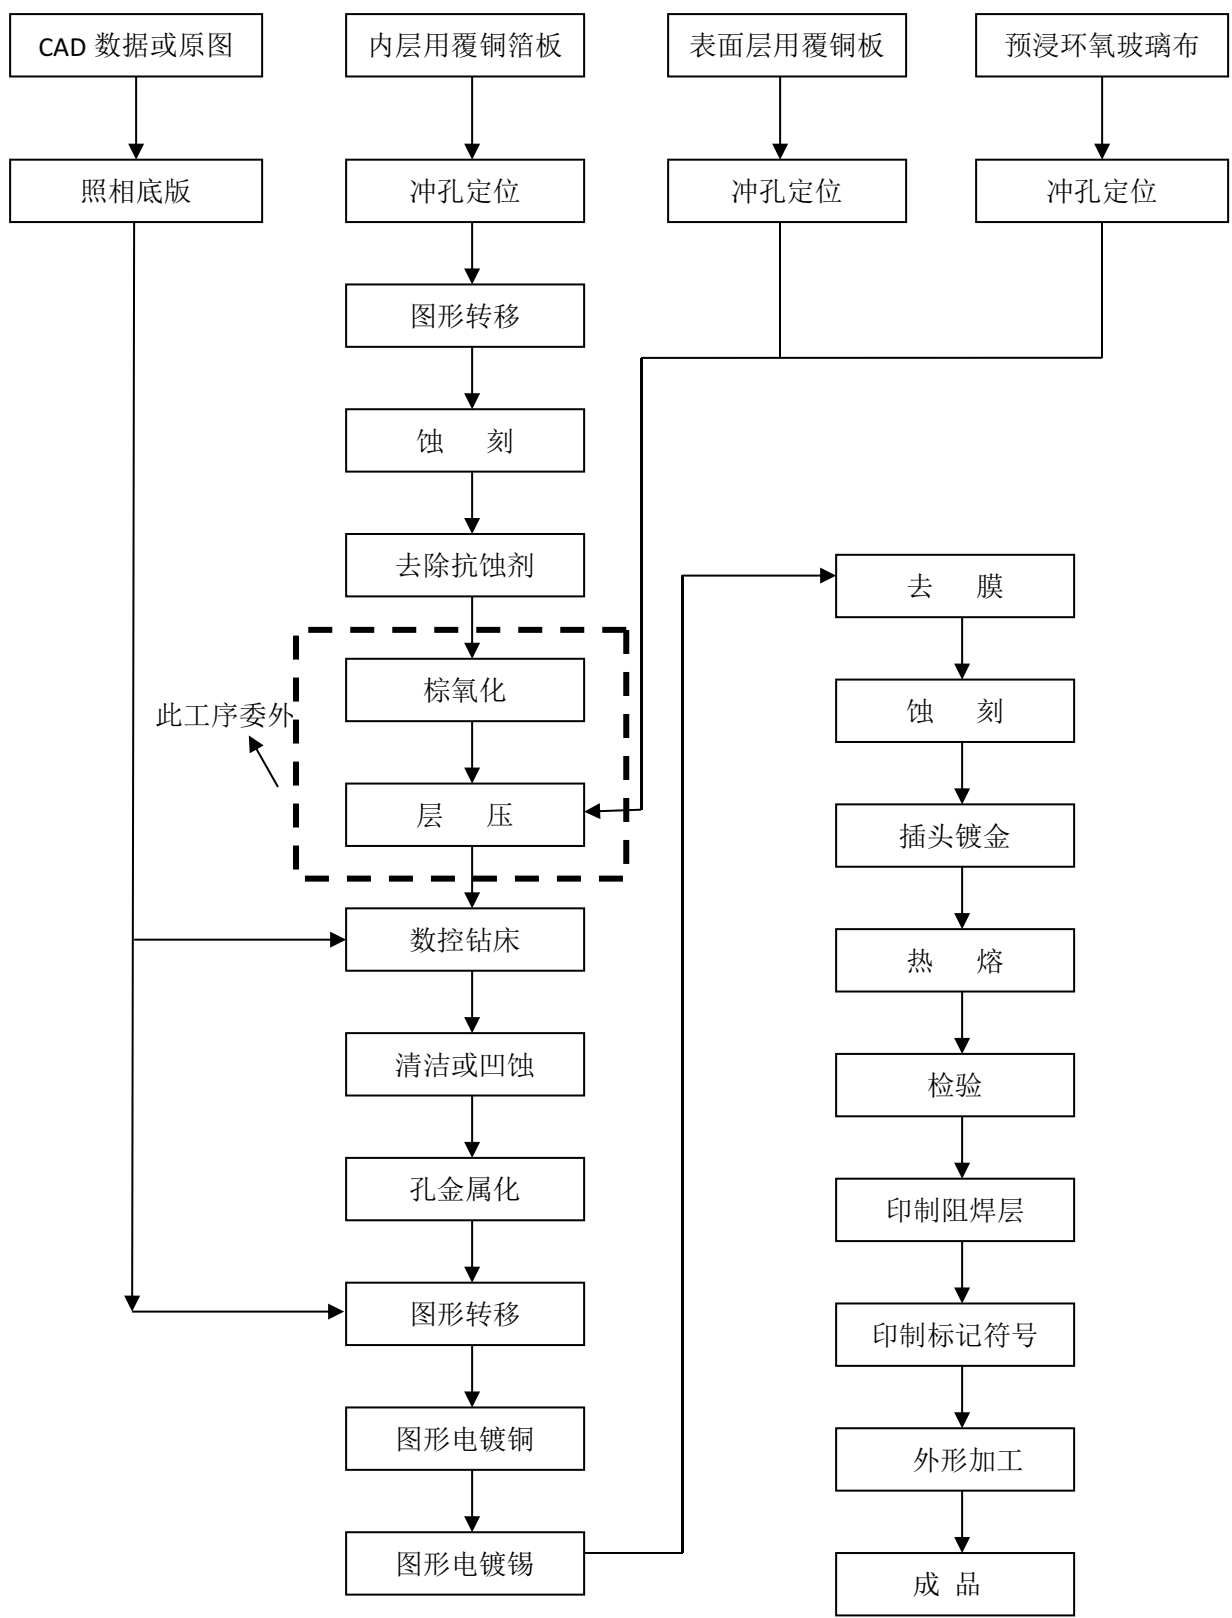 CAD 数据或原图
内层用覆铜箔板
表面层用覆铜板
预浸环氧玻璃布
照相底版
冲孔定位
冲孔定位
冲孔定位
图形转移
蚀 刻
去除抗蚀剂
棕氧化
此工序委外
层 压
数控钻床
清洁或凹蚀
孔金属化
图形转移
图形电镀铜
图形电镀锡
去 膜
蚀 刻
插头镀金
热 熔
检验
印制阻焊层
印制标记符号
外形加工
成 品